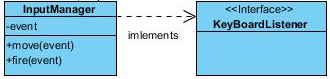 InputManager
-event
+move(event)
+fire(event)
imlements
<<Interface>>
KeyBoardListener